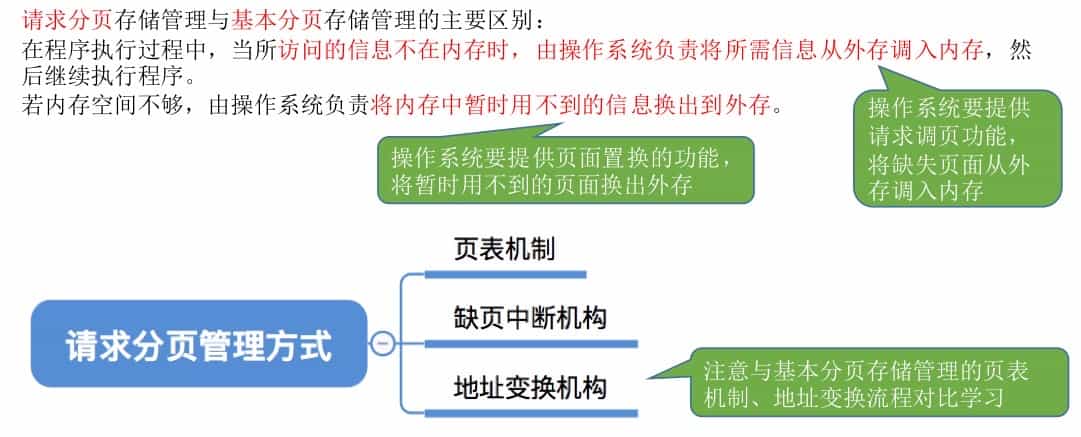 请求分页存储管理与基本分页存储管理的主要区别：
在程序执行过程中，当所访问的信息不在内存时，由操作系统负责将所需信息从外存调入内存，然
后继续执行程序。
若内存空间不够，由操作系统负责将内存中暂时用不到的信息换出到外存。
操作系统要提供
请求调页功能，
将缺失页面从外
存调入内存
操作系统要提供页面置换的功能，
将暂时用不到的页面换出外存
页表机制
缺页中断机构
请求分页管理方式
地址变换机构
注意与基本分页存储管理的页表
机制、地址变换流程对比学习